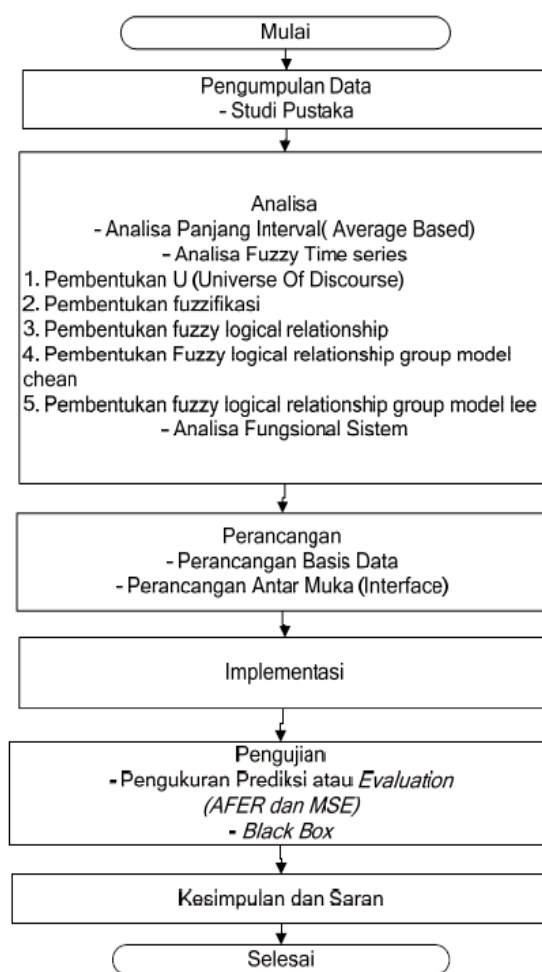 Mulai
Pengumpulan Data
- Studi Pustaka
Analisa
- Analisa Panjang Interval( Average Based)
- Analisa Fuzzy Time series
1. Pembentukan U (Universe Of Discourse)
2. Pembentukan fuzzifikasi
3. Pembentukan fuzzy logical relationship
4. Pembentukan Fuzzy logical relationship group model
chean
5. Pembentukan fuzzy logical relationship group model lee
- Analisa Fungsional Sistem
Perancangan
- Perancangan Basis Data
- Perancangan Antar Muka (Interface)
Implementasi
Pengujian
- Pengukuran Prediksi atau Evaluation
(AFER dan MSE)
- Black Box
Kesimpulan dan Saran
Selesai